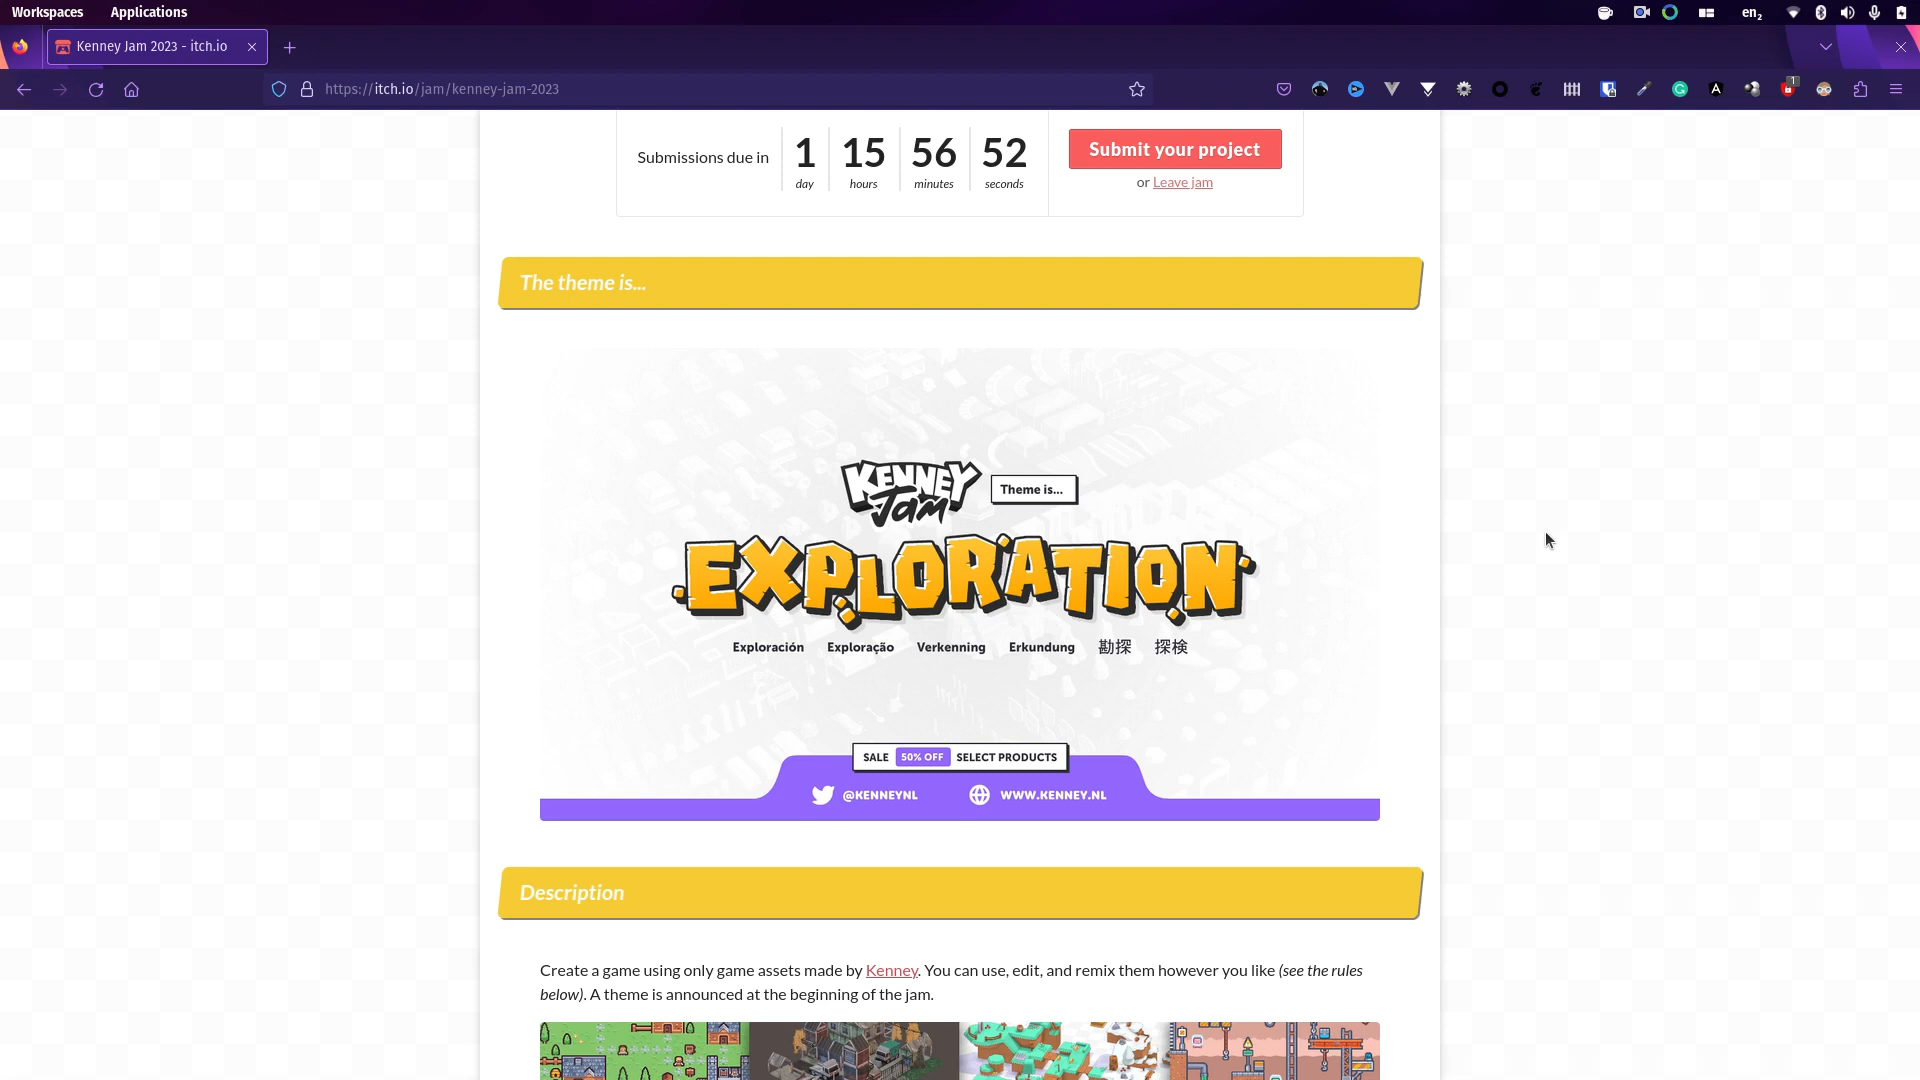 Workspaces Applications en₂
Kenney Jam 2023 - itch.io
https://itch.io/jam/kenney-jam-2023
1
Submissions due in 1 day 15 hours 56 minutes 52 seconds
Submit your project
or Leave jam
The theme is...
KENNEY Jam Theme is...
EXPLORATION
Exploración Exploração Verkenning Erkundung 勘探 探検
SALE 50% OFF SELECT PRODUCTS
@KENNEYNL WWW.KENNEY.NL
Description
Create a game using only game assets made by Kenney. You can use, edit, and remix them however you like (see the rules
below). A theme is announced at the beginning of the jam.